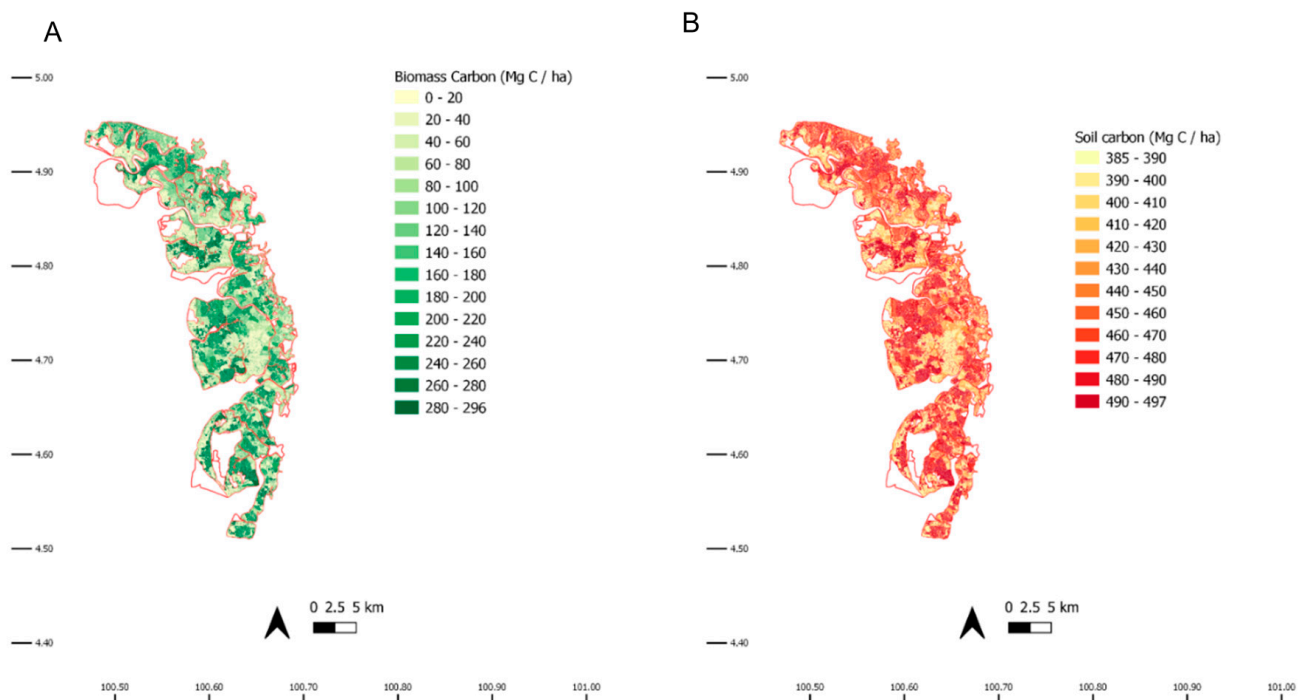 A
5.00
4.90
4.80
4.70
4.60
4.50
4.40
Biomass Carbon (Mg C / ha)
0 - 20
20 - 40
40 - 60
60 - 80
80 - 100
100 - 120
120 - 140
140 - 160
160 - 180
180 - 200
200 - 220
220 - 240
240 - 260
260 - 280
280 - 296
0 2.5 5 km
100.50 100.60 100.70 100.80 100.90 101.00
B
5.00
4.90
4.80
4.70
4.60
4.50
4.40
Soil carbon (Mg C / ha)
385 - 390
390 - 400
400 - 410
410 - 420
420 - 430
430 - 440
440 - 450
450 - 460
460 - 470
470 - 480
480 - 490
490 - 497
0 2.5 5 km
100.50 100.60 100.70 100.80 100.90 101.00